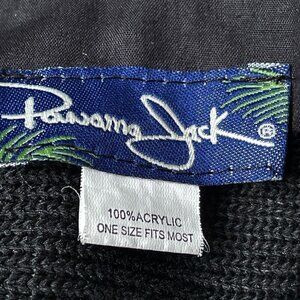 Panama Jack ®
100% ACRYLIC
ONE SIZE FITS MOST